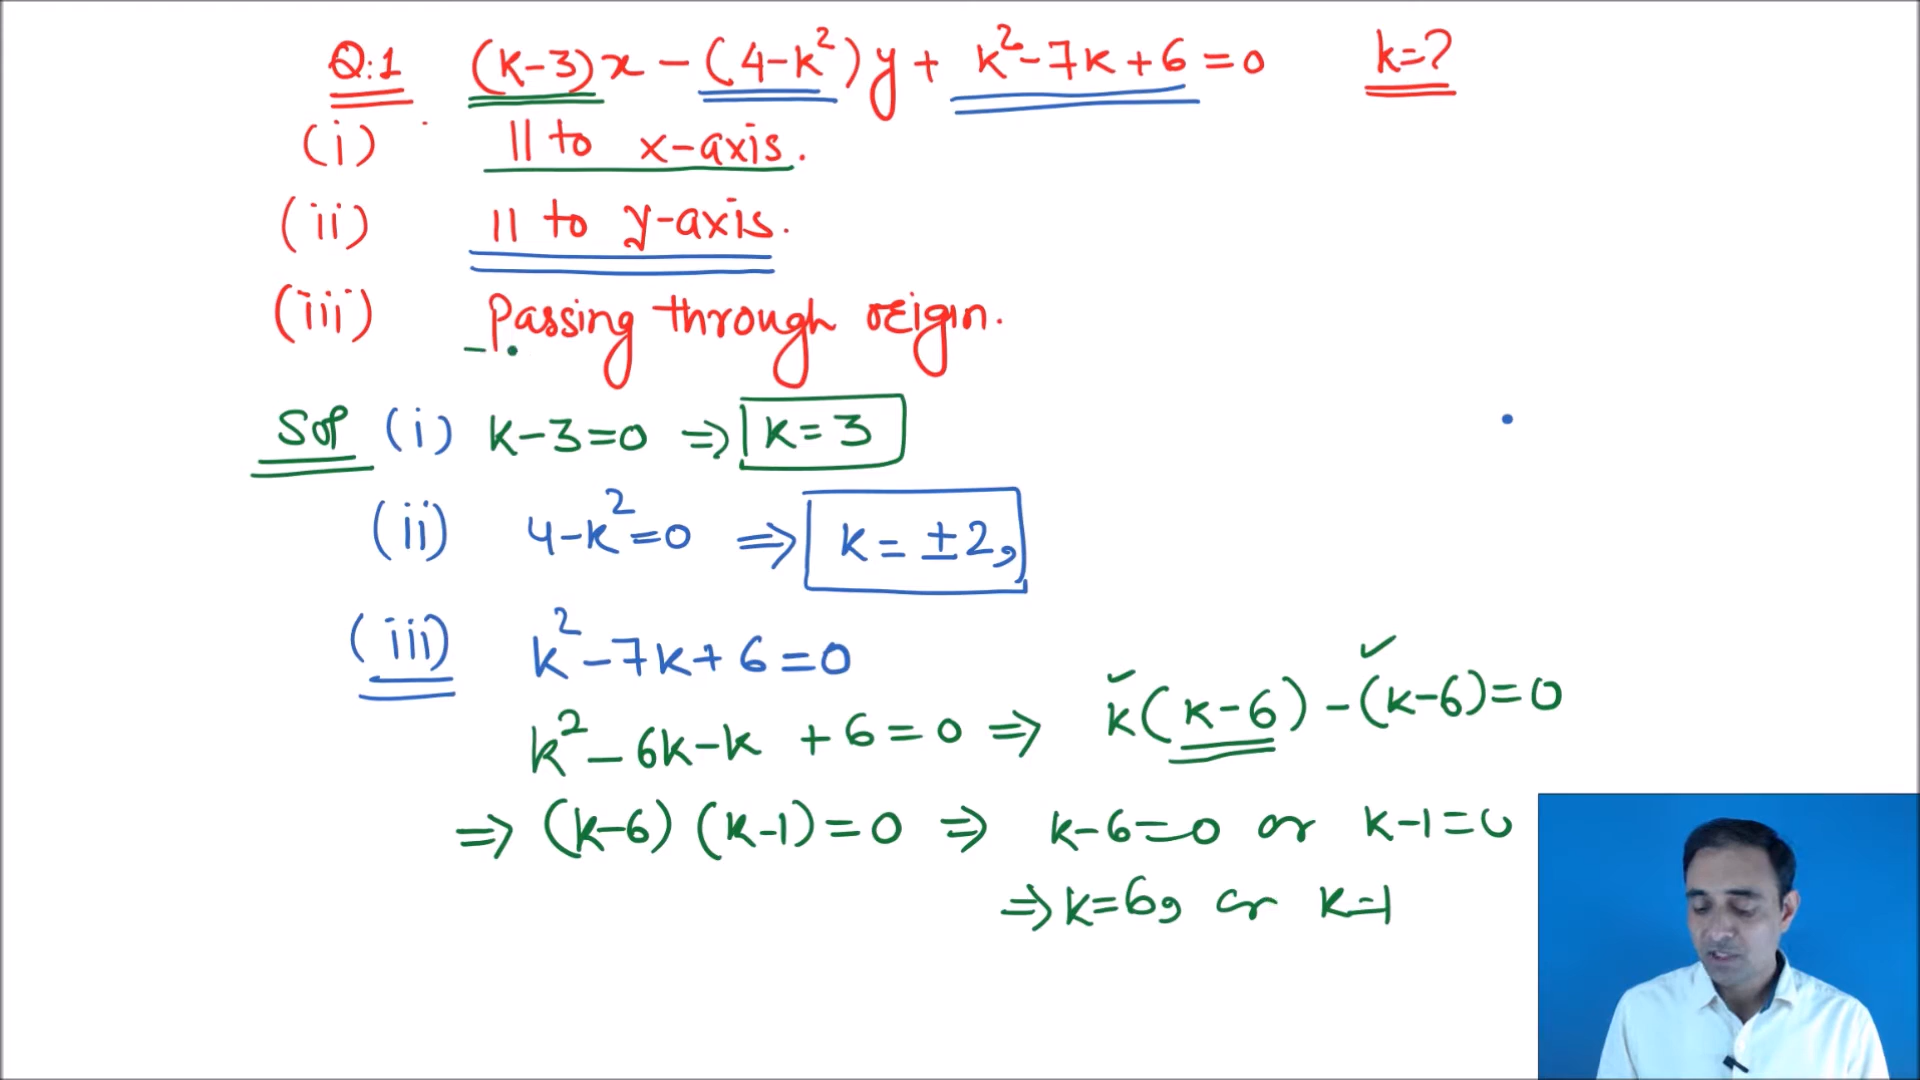 Q:1 (k-3)x - (4-k²)y + k²-7k+6=0 k=?
(i) || to x-axis.
(ii) || to y-axis.
(iii) Passing through origin.
Sol (i) k-3=0 ⇒ k=3
(ii) 4-k²=0 ⇒ k=±2,
(iii) k²-7k+6=0
k²-6k-k+6=0 ⇒ k(k-6)-(k-6)=0
⇒ (k-6)(k-1)=0 ⇒ k-6=0 or k-1=0
⇒ k=6, or k=1